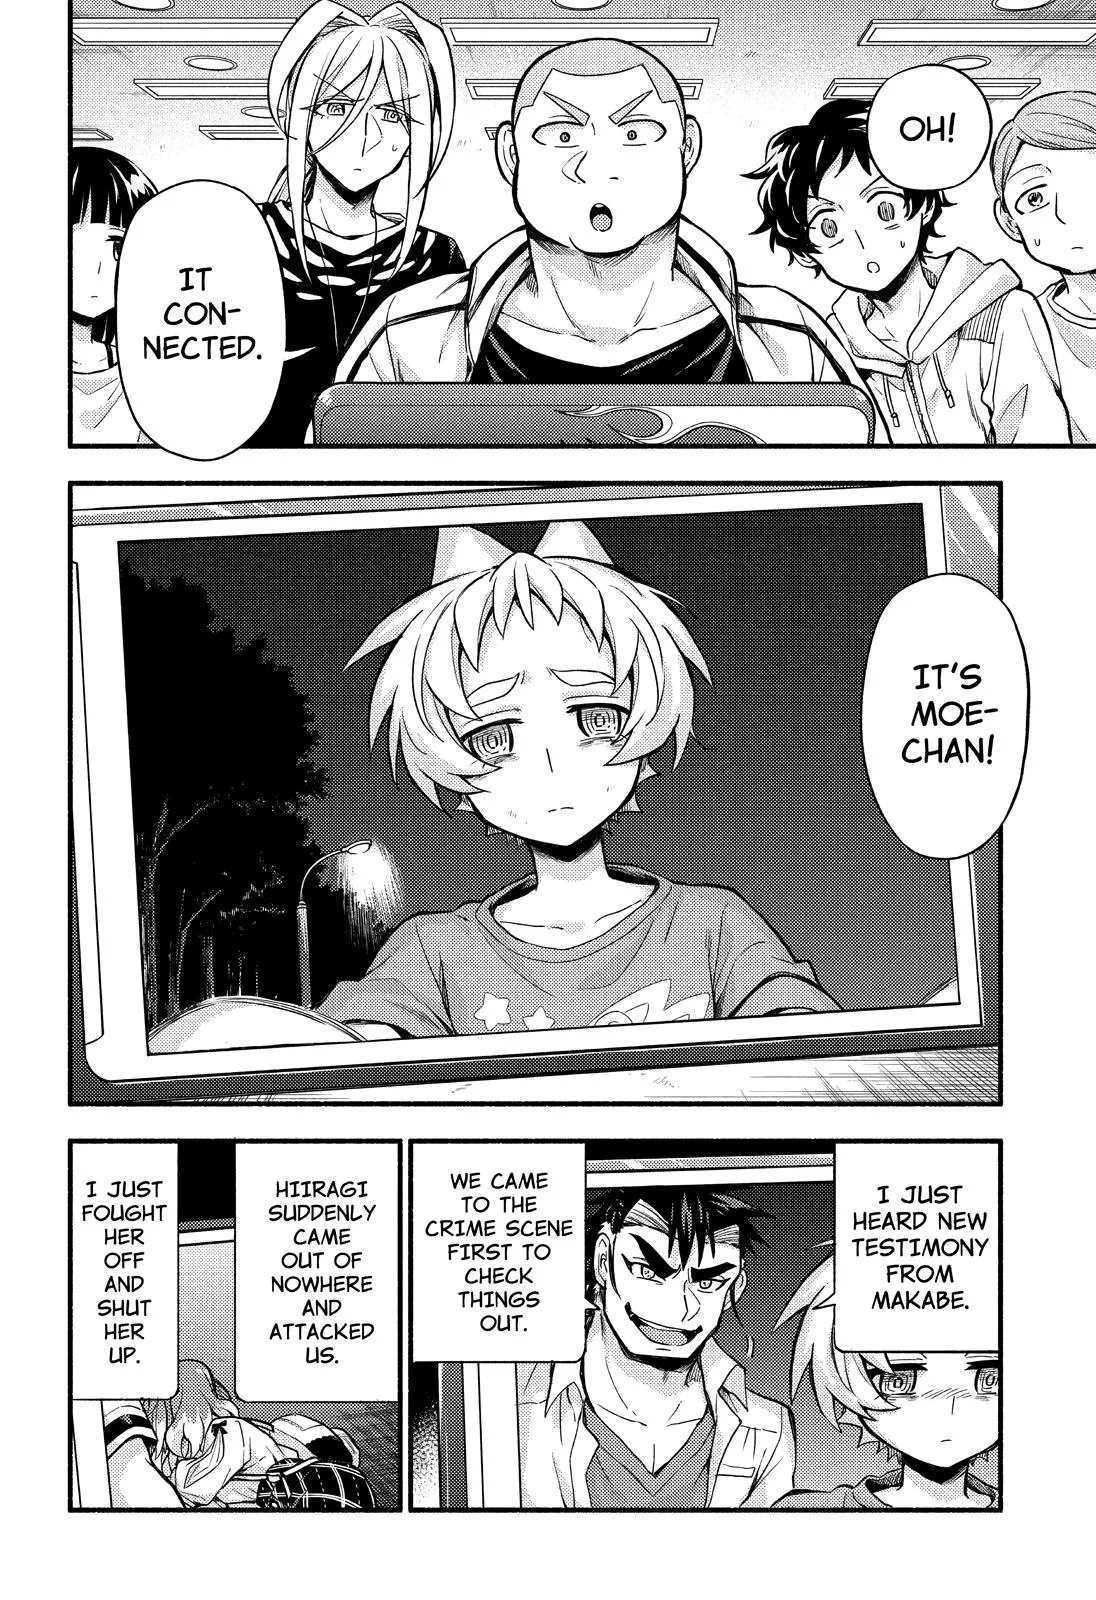 OH!
IT
CON-
NECTED.
IT'S
MOE-
CHAN!
I JUST
HEARD NEW
TESTIMONY
FROM
MAKABE.
WE CAME
TO THE
CRIME SCENE
FIRST TO
CHECK
THINGS
OUT.
HIIRAGI
SUDDENLY
CAME
OUT OF
NOWHERE
AND
ATTACKED
US.
I JUST
FOUGHT
HER
OFF AND
SHUT
HER
UP.